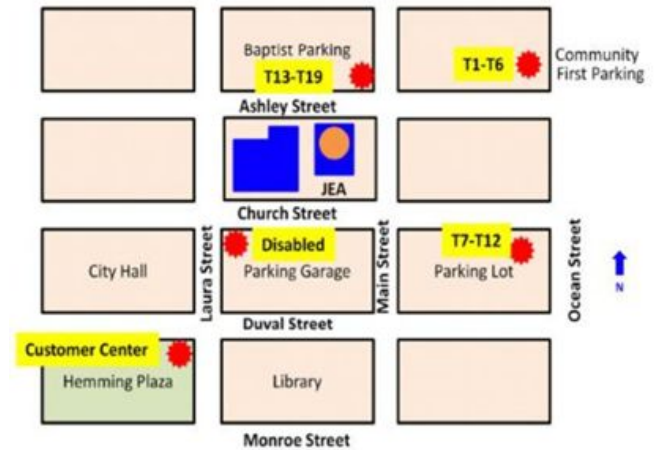 Baptist Parking
T13-T19
T1-T6
Community
First Parking
Ashley Street
JEA
Church Street
Laura Street
Main Street
Ocean Street
Disabled
T7-T12
City Hall
Parking Garage
Parking Lot
N
Duval Street
Customer Center
Hemming Plaza
Library
Monroe Street